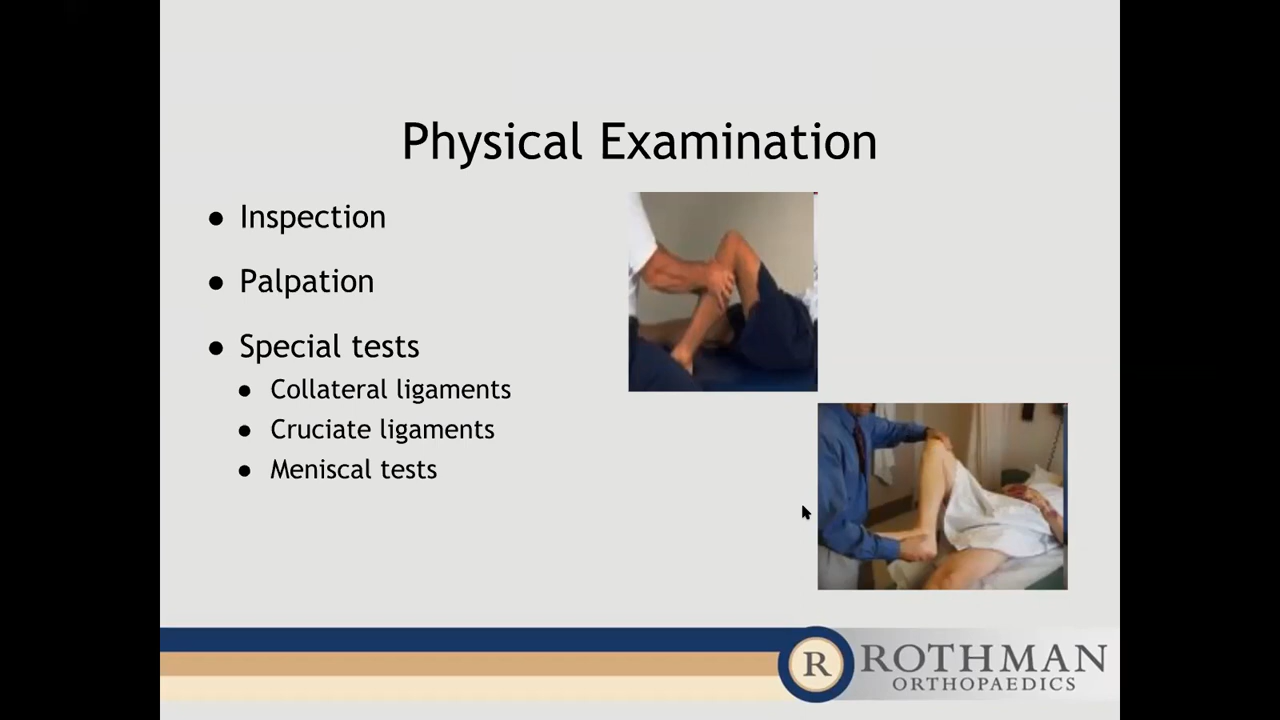 Physical Examination
Inspection
Palpation
Special tests
Collateral ligaments
Cruciate ligaments
Meniscal tests
R ROTHMAN
ORTHOPAEDICS